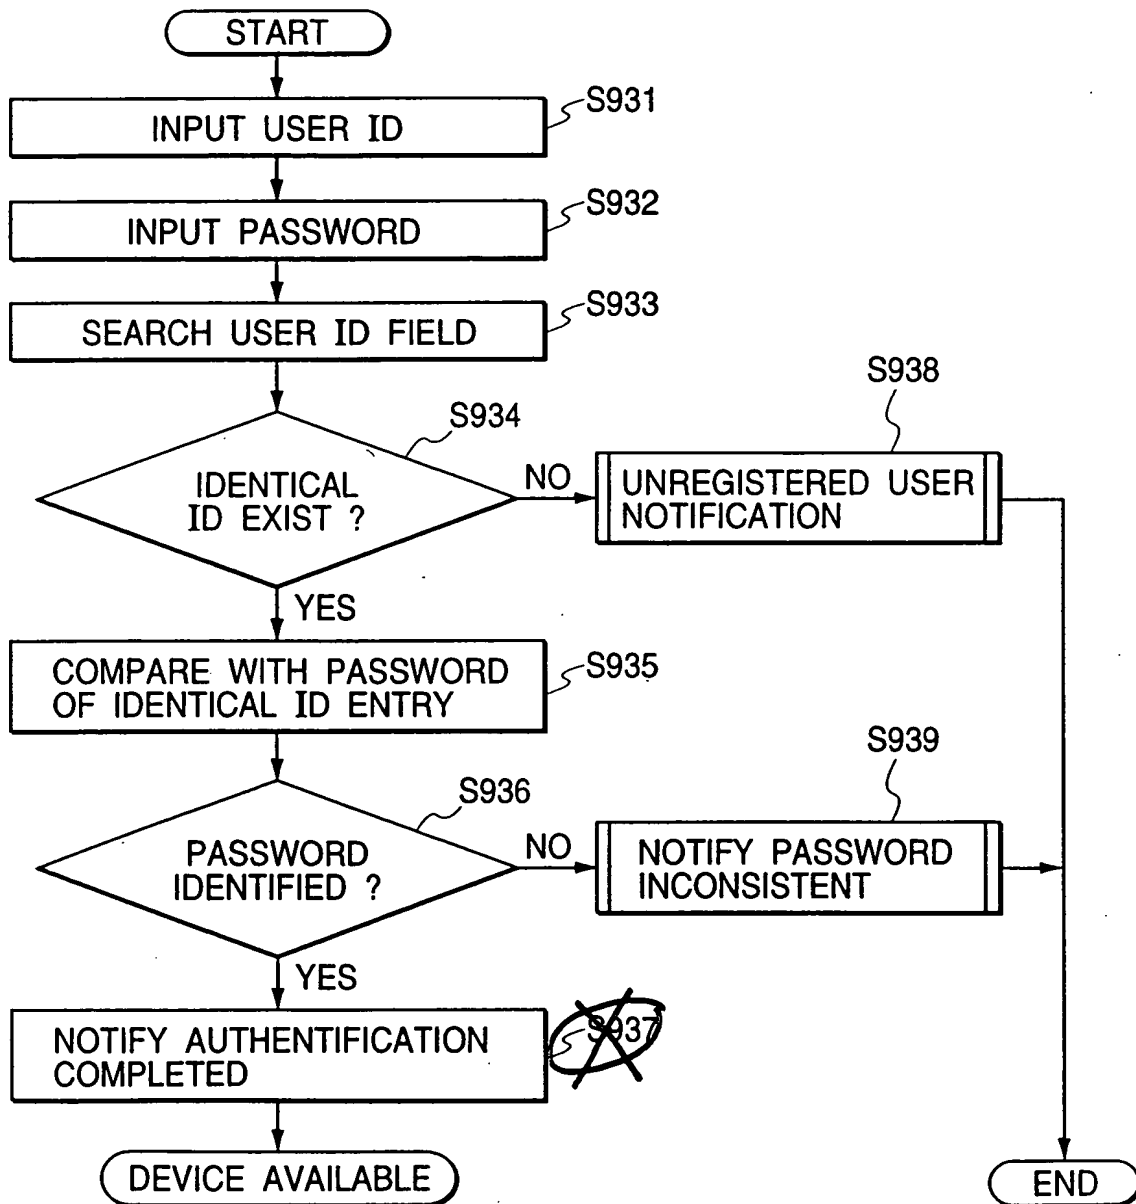 START
INPUT USER ID
S931
INPUT PASSWORD
S932
SEARCH USER ID FIELD
S933
S934
IDENTICAL
ID EXIST ?
NO
S938
UNREGISTERED USER
NOTIFICATION
YES
COMPARE WITH PASSWORD
OF IDENTICAL ID ENTRY
S935
S936
PASSWORD
IDENTIFIED ?
NO
S939
NOTIFY PASSWORD
INCONSISTENT
YES
NOTIFY AUTHENTIFICATION
COMPLETED
S937
DEVICE AVAILABLE
END